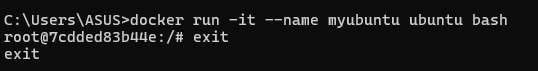 C:\Users\ASUS>docker run -it --name myubuntu ubuntu bash
root@7cdded83b44e:/# exit
exit